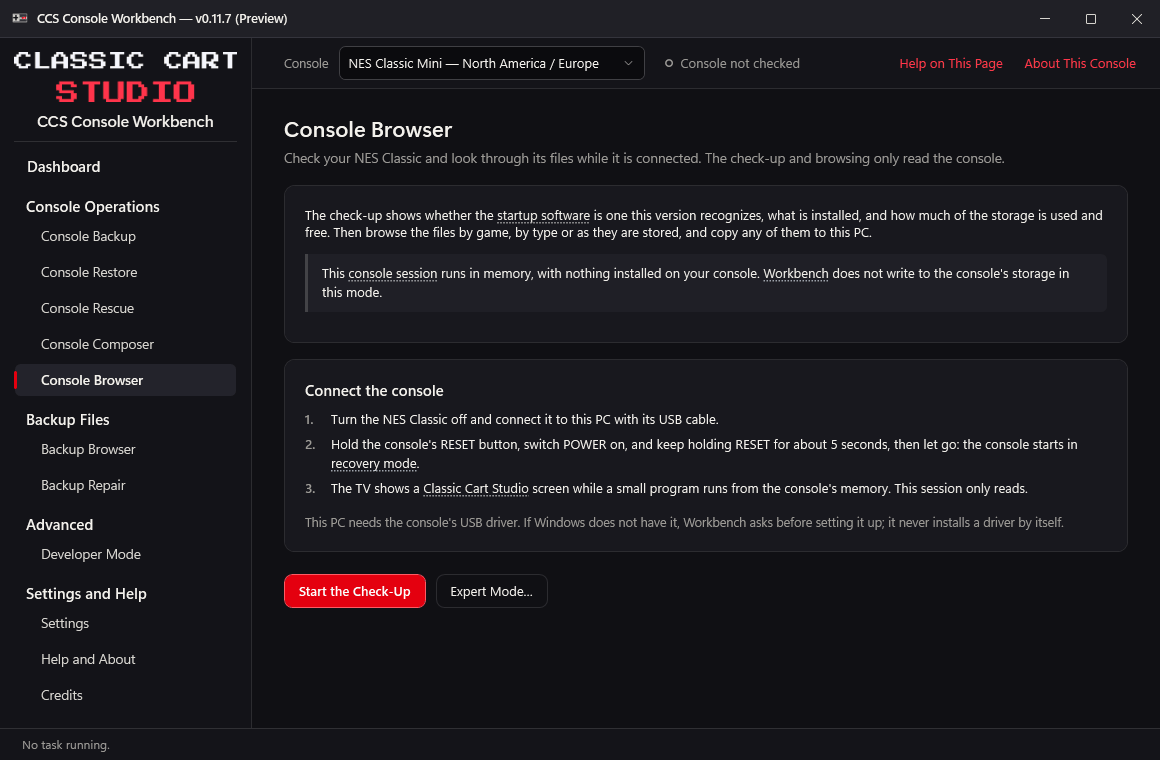 CCS Console Workbench — v0.11.7 (Preview)
CLASSIC CART
STUDIO
CCS Console Workbench
Dashboard
Console Operations
Console Backup
Console Restore
Console Rescue
Console Composer
Console Browser
Backup Files
Backup Browser
Backup Repair
Advanced
Developer Mode
Settings and Help
Settings
Help and About
Credits
Console
NES Classic Mini — North America / Europe
Console not checked
Help on This Page
About This Console
Console Browser
Check your NES Classic and look through its files while it is connected. The check-up and browsing only read the console.
The check-up shows whether the startup software is one this version recognizes, what is installed, and how much of the storage is used and
free. Then browse the files by game, by type or as they are stored, and copy any of them to this PC.
This console session runs in memory, with nothing installed on your console. Workbench does not write to the console's storage in
this mode.
Connect the console
1. Turn the NES Classic off and connect it to this PC with its USB cable.
2. Hold the console's RESET button, switch POWER on, and keep holding RESET for about 5 seconds, then let go: the console starts in
recovery mode.
3. The TV shows a Classic Cart Studio screen while a small program runs from the console's memory. This session only reads.
This PC needs the console's USB driver. If Windows does not have it, Workbench asks before setting it up; it never installs a driver by itself.
Start the Check-Up
Expert Mode...
No task running.